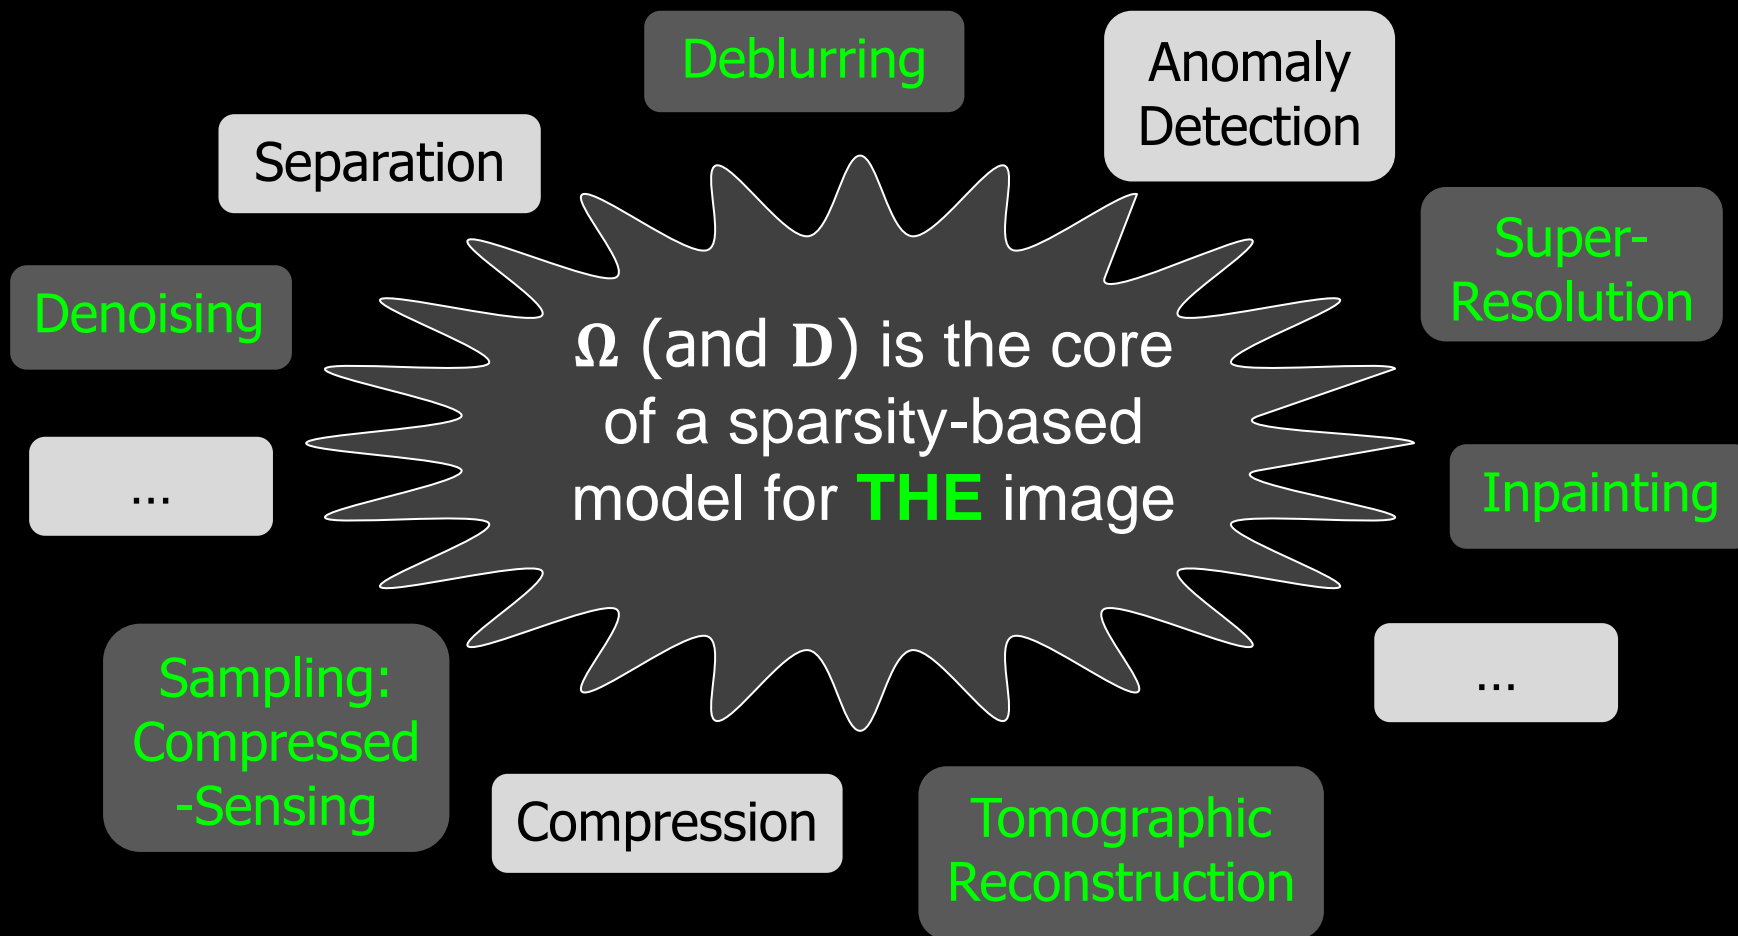 Deblurring
Anomaly
Detection
Separation
Super-
Resolution
Denoising
Ω (and D) is the core
of a sparsity-based
model for THE image
...
Inpainting
Sampling:
Compressed
-Sensing
...
Compression
Tomographic
Reconstruction